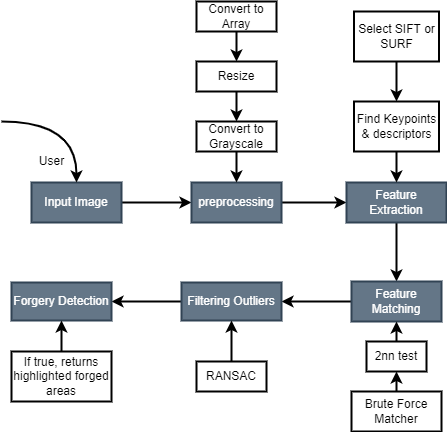 Convert to
Array
Select SIFT or
SURF
Resize
Convert to
Grayscale
Find Keypoints
& descriptors
User
Input Image
preprocessing
Feature
Extraction
Forgery Detection
Filtering Outliers
Feature
Matching
If true, returns
highlighted forged
areas
RANSAC
2nn test
Brute Force
Matcher